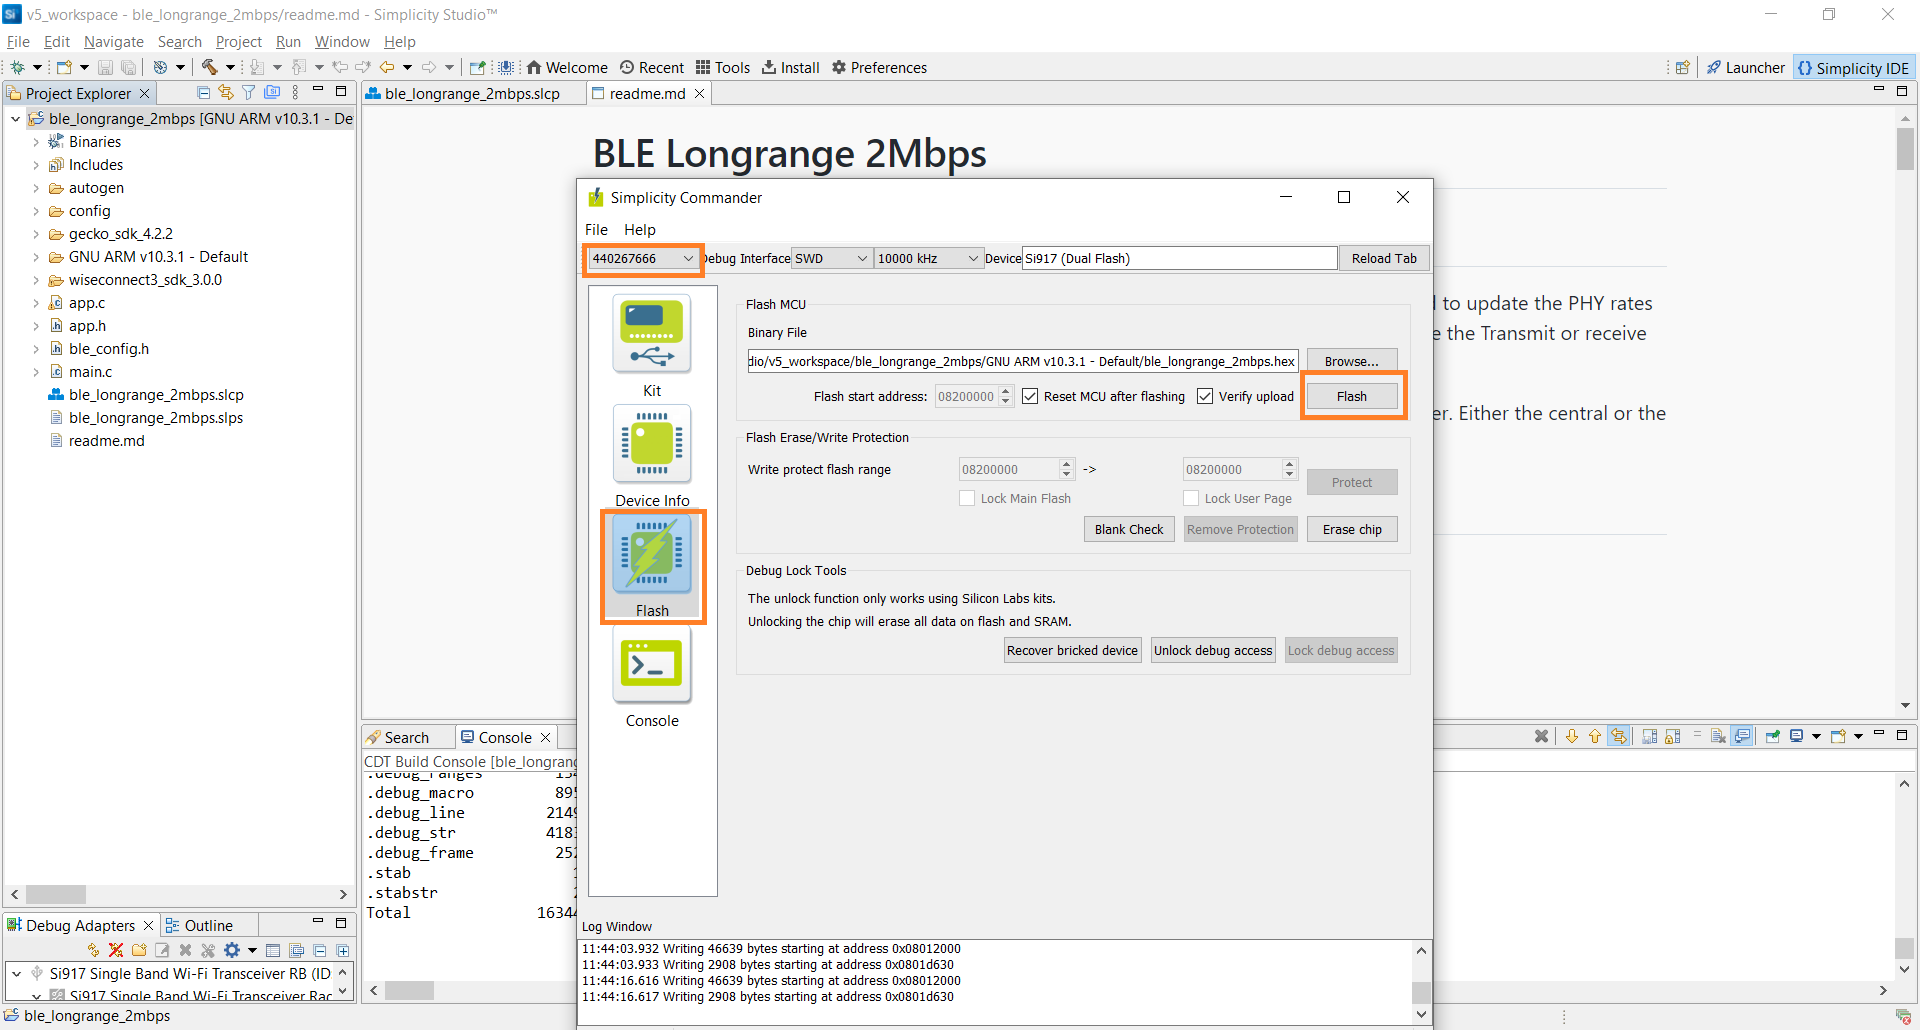 v5_workspace - ble_longrange_2mbps/readme.md - Simplicity Studio™
File Edit Navigate Search Project Run Window Help
Welcome Recent Tools Install Preferences
Launcher Simplicity IDE
Project Explorer
ble_longrange_2mbps [GNU ARM v10.3.1 - De
Binaries
Includes
autogen
config
gecko_sdk_4.2.2
GNU ARM v10.3.1 - Default
wiseconnect3_sdk_3.0.0
app.c
app.h
ble_config.h
main.c
ble_longrange_2mbps.slcp
ble_longrange_2mbps.slps
readme.md
ble_longrange_2mbps.slcp
readme.md
BLE Longrange 2Mbps
to update the PHY rates
e the Transmit or receive
er. Either the central or the
Simplicity Commander
File Help
440267666
Debug Interface SWD 10000 kHz Device Si917 (Dual Flash) Reload Tab
Kit
Device Info
Flash
Console
Flash MCU
Binary File
dio/v5_workspace/ble_longrange_2mbps/GNU ARM v10.3.1 - Default/ble_longrange_2mbps.hex Browse...
Flash start address: 08200000 Reset MCU after flashing Verify upload Flash
Flash Erase/Write Protection
Write protect flash range 08200000 -> 08200000 Protect
Lock Main Flash Lock User Page
Blank Check Remove Protection Erase chip
Debug Lock Tools
The unlock function only works using Silicon Labs kits.
Unlocking the chip will erase all data on flash and SRAM.
Recover bricked device Unlock debug access Lock debug access
Log Window
11:44:03.932 Writing 46639 bytes starting at address 0x08012000
11:44:03.933 Writing 2908 bytes starting at address 0x0801d630
11:44:16.616 Writing 46639 bytes starting at address 0x08012000
11:44:16.617 Writing 2908 bytes starting at address 0x0801d630
Search Console
CDT Build Console [ble_longrang
.debug_ranges 134
.debug_macro 895
.debug_line 2149
.debug_str 4183
.debug_frame 252
.stab
.stabstr
Total 16344
Debug Adapters Outline
Si917 Single Band Wi-Fi Transceiver RB (ID
Si917 Single Band Wi-Fi Transceiver Rac
ble_longrange_2mbps